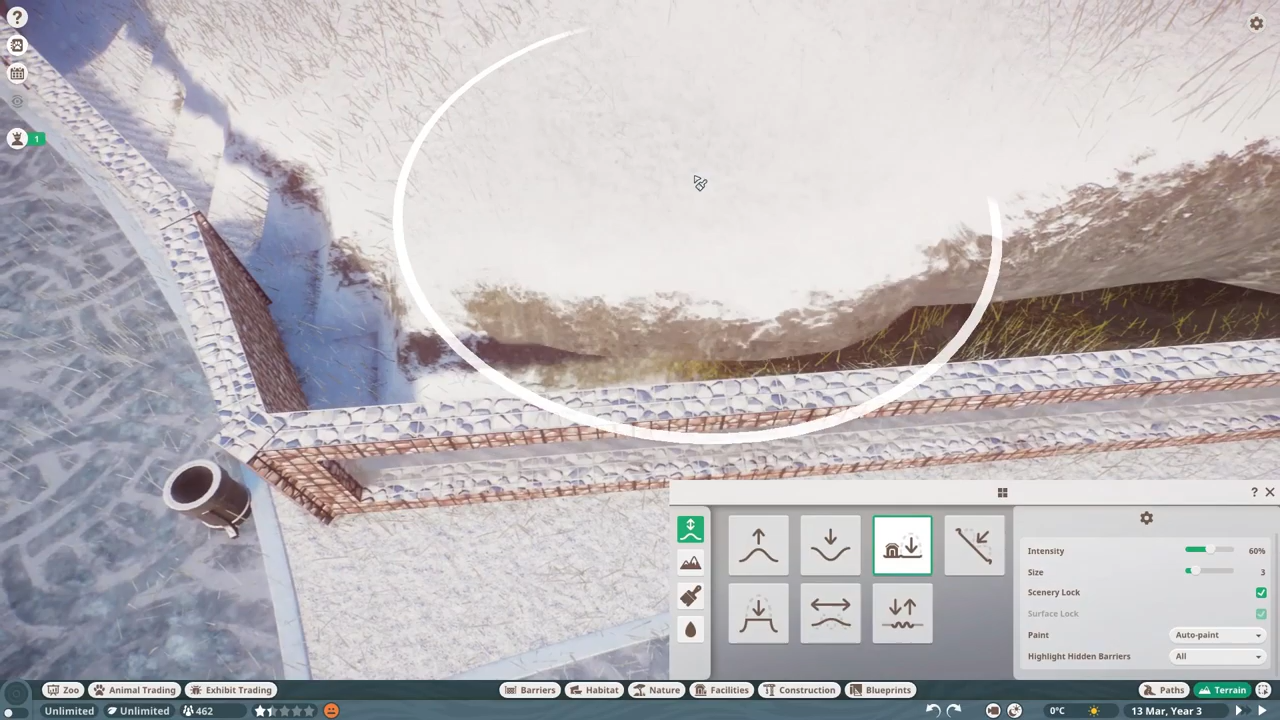 ?
1
? ×
Intensity 60%
Size 3
Scenery Lock
Surface Lock
Paint Auto-paint
Highlight Hidden Barriers All
Zoo Animal Trading Exhibit Trading Barriers Habitat Nature Facilities Construction Blueprints Paths Terrain
Unlimited Unlimited 462 0°C 13 Mar, Year 3